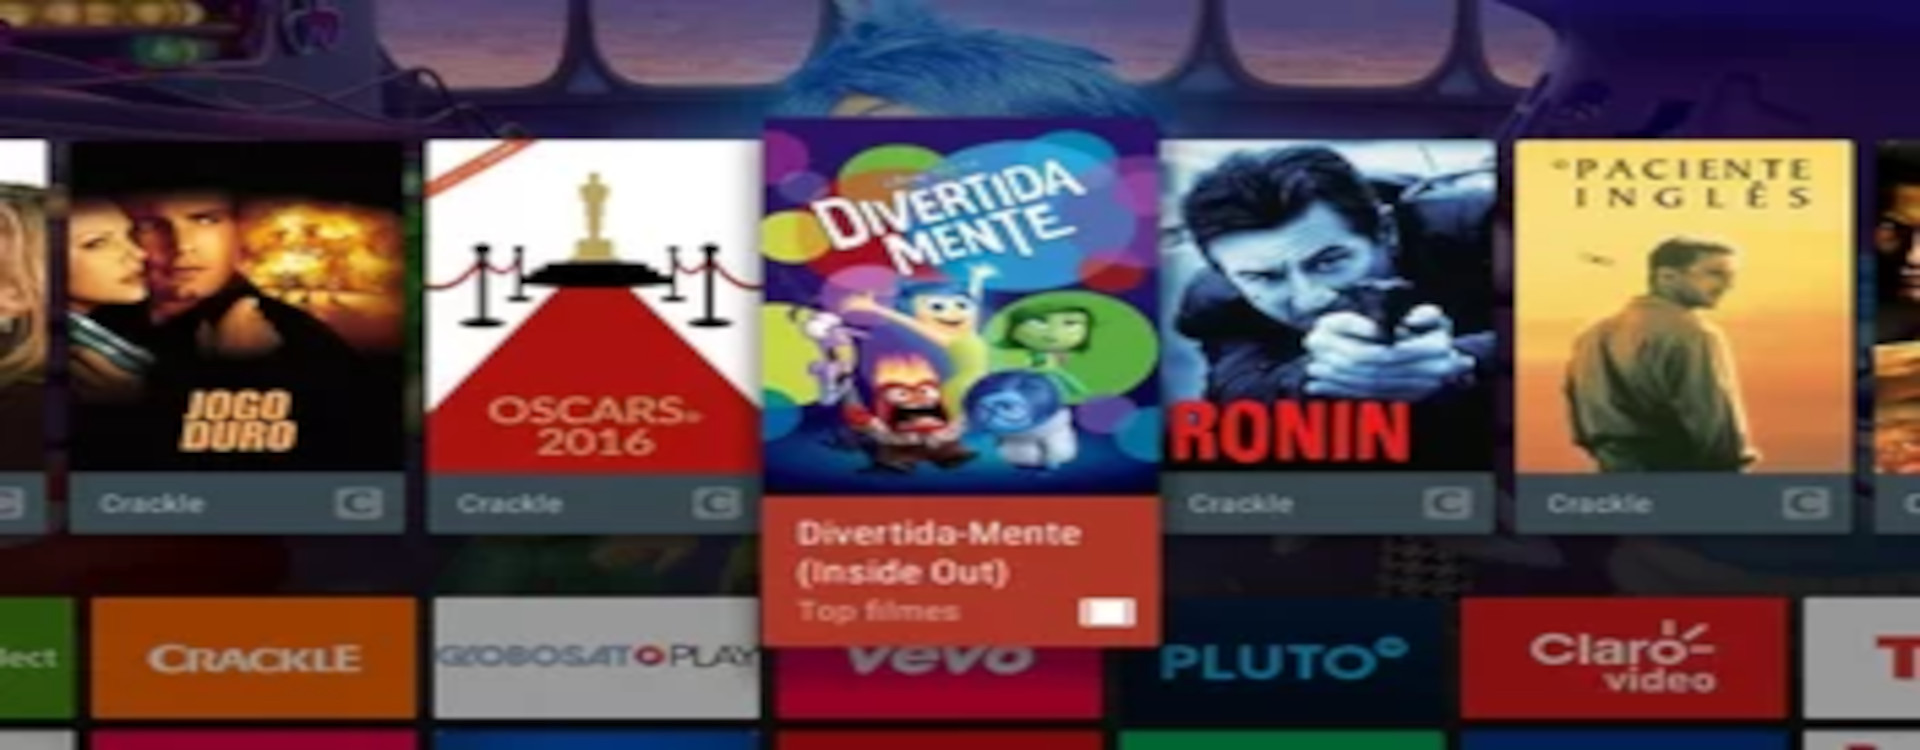 DIVERTIDA
MENTE
O PACIENTE
INGLÊS
JOGO
DURO
OSCARS
2016
RONIN
Crackle
Crackle
Divertida-Mente
(Inside Out)
Top filmes
Crackle
Crackle
lect
CRACKLE
GLOBOSAT PLAY
vevo
PLUTO
Claro
video
T